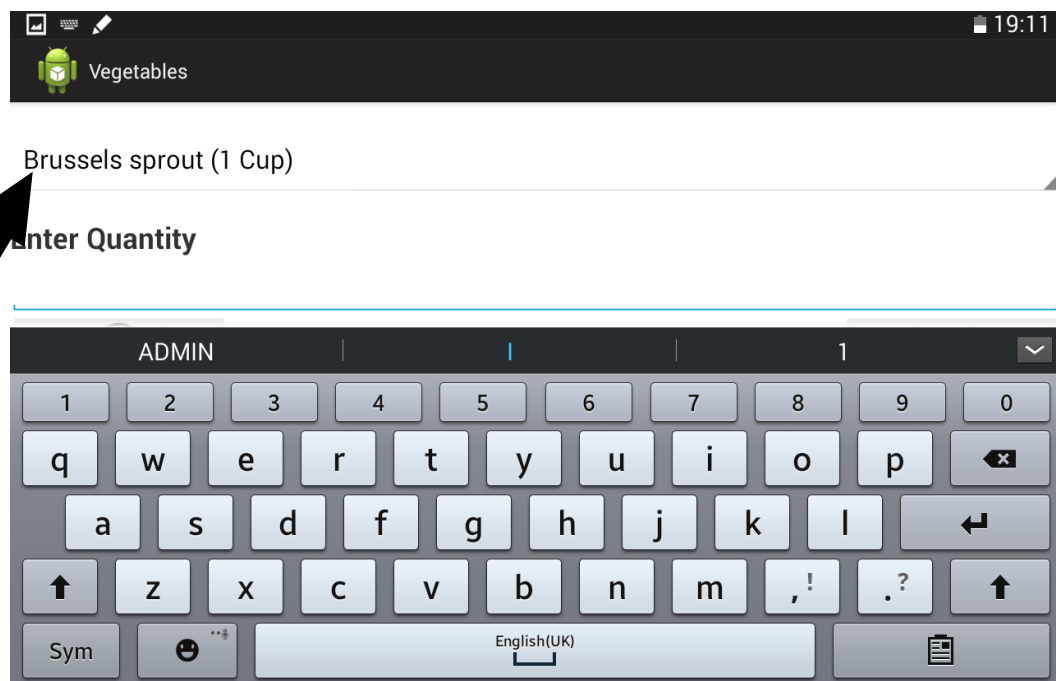 19:11
Vegetables
Brussels sprout (1 Cup)
Enter Quantity
ADMIN I 1
1 2 3 4 5 6 7 8 9 0
q w e r t y u i o p
a s d f g h j k l
z x c v b n m , ! . ?
English(UK)
Sym